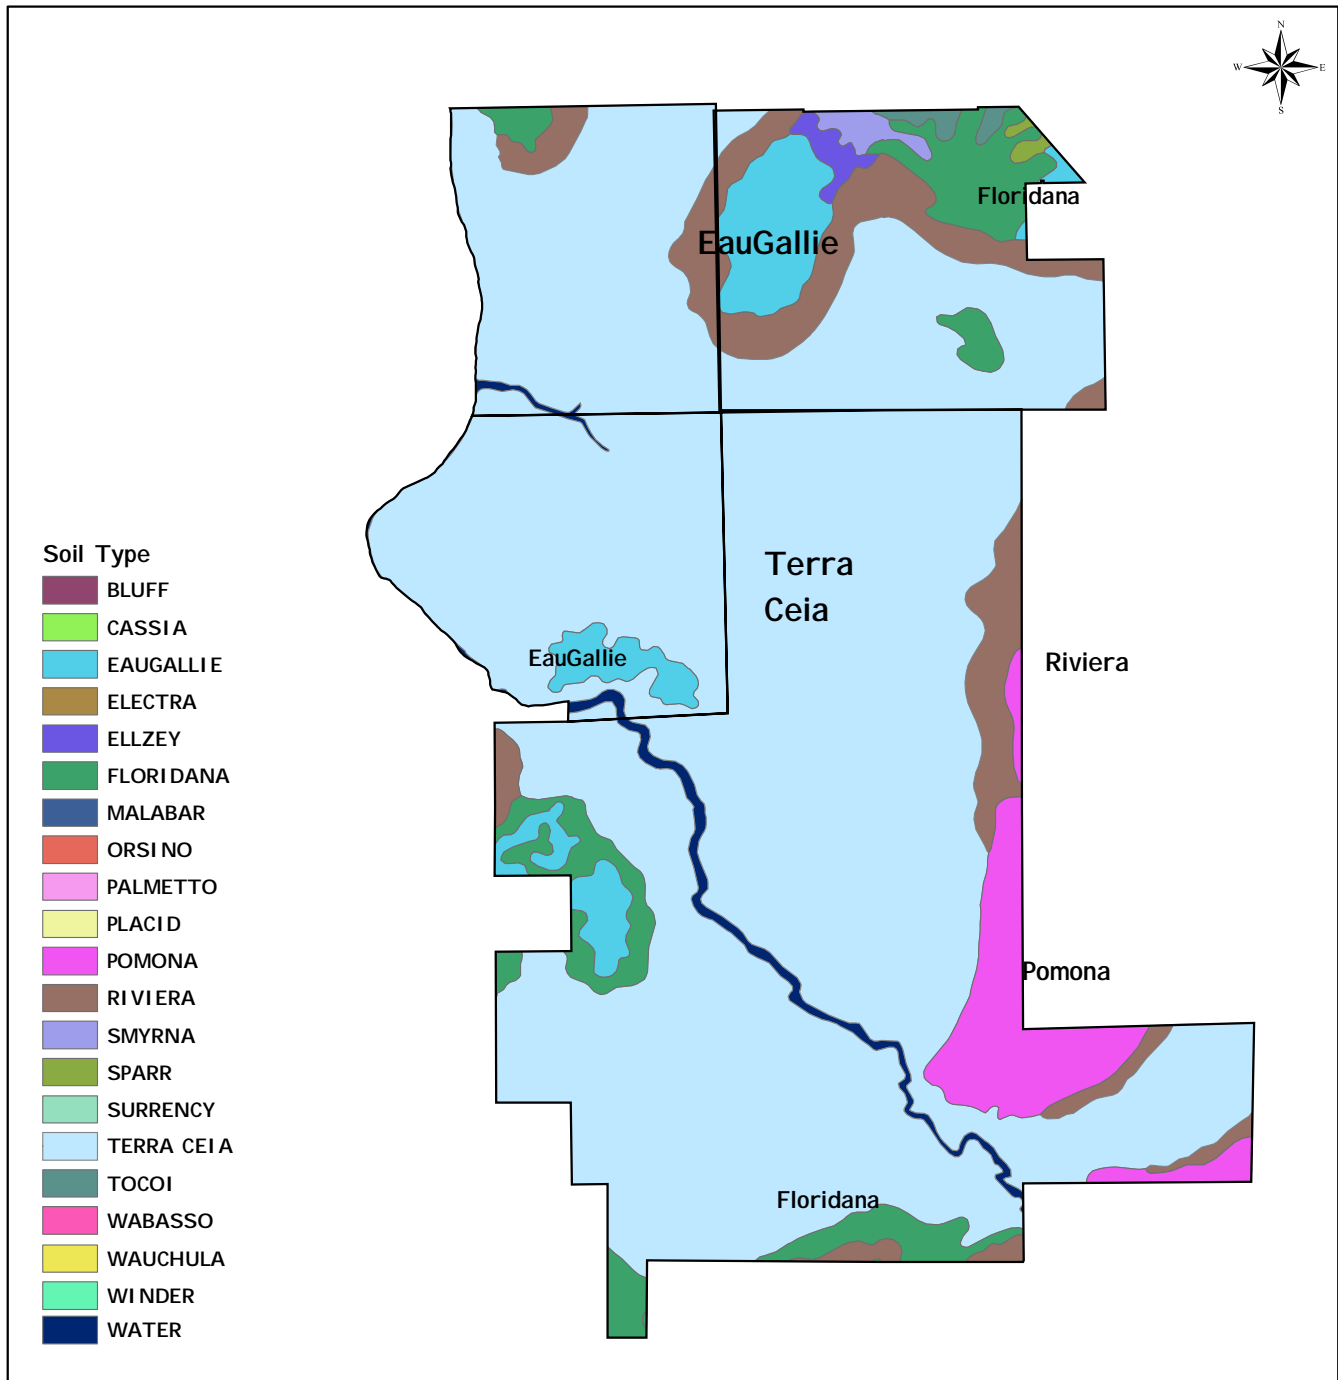 N
W E
S
Floridana
EauGallie
Terra
Ceia
EauGallie
Riviera
Pomona
Floridana
Soil Type
BLUFF
CASSIA
EAUGALLIE
ELECTRA
ELLZEY
FLORIDANA
MALABAR
ORSINO
PALMETTO
PLACID
POMONA
RIVIERA
SMYRNA
SPARR
SURRENCY
TERRA CEIA
TOCOI
WABASSO
WAUCHULA
WINDER
WATER